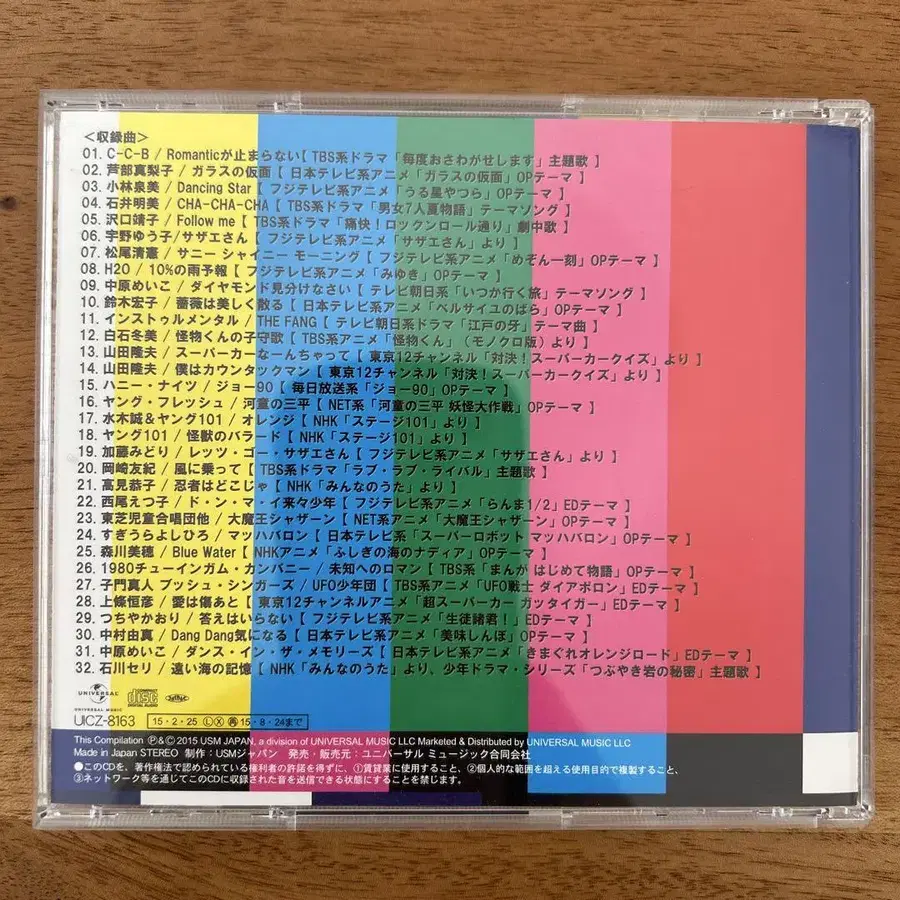 ＜収録曲＞
01. C-C-B / Romanticが止まらない【 TBS系ドラマ「毎度おさわがせします」主題歌 】
02. 芦部真梨子 / ガラスの仮面【 日本テレビ系アニメ「ガラスの仮面」OPテーマ 】
03. 小林泉美 / Dancing Star【 フジテレビ系アニメ「うる星やつら」OPテーマ 】
04. 石井明美 / CHA-CHA-CHA【 TBS系ドラマ「男女7人夏物語」テーマソング 】
05. 沢口靖子 / Follow me【 TBS系ドラマ「痛快！ロックンロール通り」劇中歌 】
06. 宇野ゆう子/サザエさん【 フジテレビ系アニメ「サザエさん」より 】
07. 松尾清憲 / サニー シャイニー モーニング【 フジテレビ系アニメ「めぞん一刻」OPテーマ 】
08. H2O / 10%の雨予報【 フジテレビ系アニメ「みゆき」OPテーマ 】
09. 中原めいこ / ダイヤモンド見分けなさい【 テレビ朝日系「いつか行く旅」テーマソング 】
10. 鈴木宏子 / 薔薇は美しく散る【 日本テレビ系アニメ「ベルサイユのばら」OPテーマ 】
11. インストゥルメンタル / THE FANG【 テレビ朝日系ドラマ「江戸の牙」テーマ曲 】
12. 白石冬美 / 怪物くんの子守歌【 TBS系アニメ「怪物くん」（モノクロ版）より 】
13. 山田隆夫 / スーパーカーなーんちゃって【 東京12チャンネル「対決！スーパーカークイズ」より 】
14. 山田隆夫 / 僕はカウンタックマン【 東京12チャンネル「対決！スーパーカークイズ」より 】
15. ハニー・ナイツ / ジョー90【 毎日放送系「ジョー90」OPテーマ 】
16. ヤング・フレッシュ / 河童の三平【 NET系「河童の三平 妖怪大作戦」OPテーマ 】
17. 水木誠＆ヤング101 / オレンジ【 NHK「ステージ101」より 】
18. ヤング101 / 怪獣のバラード【 NHK「ステージ101」より 】
19. 加藤みどり / レッツ・ゴー・サザエさん【 フジテレビ系アニメ「サザエさん」より 】
20. 岡崎友紀 / 風に乗って【 TBS系ドラマ「ラブ・ラブ・ライバル」主題歌 】
21. 高見恭子 / 忍者はどこじゃ【 NHK「みんなのうた」より 】
22. 西尾えつ子 / ド・ン・マ・イ来々少年【 フジテレビ系アニメ「らんま1/2」EDテーマ 】
23. 東芝児童合唱団他 / 大魔王シャザーン【 NET系アニメ「大魔王シャザーン」OPテーマ 】
24. すぎうらよしひろ / マッハバロン【 日本テレビ系「スーパーロボット マッハバロン」OPテーマ 】
25. 森川美穂 / Blue Water【 NHKアニメ「ふしぎの海のナディア」OPテーマ 】
26. 1980チューインガム・カンパニー / 未知へのロマン【 TBS系「まんが はじめて物語」OPテーマ 】
27. 子門真人 ブッシュ・シンガーズ / UFO少年団【 TBS系アニメ「UFO戦士 ダイアポロン」EDテーマ 】
28. 上條恒彦 / 愛は傷あと【 東京12チャンネルアニメ「超スーパーカー ガッタイガー」EDテーマ 】
29. つちやかおり / 答えはいらない【 フジテレビ系アニメ「生徒諸君！」EDテーマ 】
30. 中村由真 / Dang Dang気になる【 日本テレビ系アニメ「美味しんぼ」OPテーマ 】
31. 中原めいこ / ダンス・イン・ザ・メモリーズ【 日本テレビ系アニメ「きまぐれオレンジロード」EDテーマ 】
32. 石川セリ / 遠い海の記憶【 NHK「みんなのうた」より、少年ドラマ・シリーズ「つぶやき岩の秘密」主題歌 】
UNIVERSAL
UNIVERSAL MUSIC
COMPACT disc DIGITAL AUDIO
JASRAC
UICZ-8163
15・2・25 Ⓛ Ⓧ ㊢ 15・8・24まで
This Compilation Ⓟ&© 2015 USM JAPAN, a division of UNIVERSAL MUSIC LLC Marketed & Distributed by UNIVERSAL MUSIC LLC
Made in Japan STEREO 制作：USMジャパン 発売・販売元：ユニバーサル ミュージック合同会社
●このCDを、著作権法で認められている権利者の許諾を得ずに、①賃貸業に使用すること、②個人的な範囲を超える使用目的で複製すること、
③ネットワーク等を通じてこのCDに収録された音を送信できる状態にすることを禁じます。